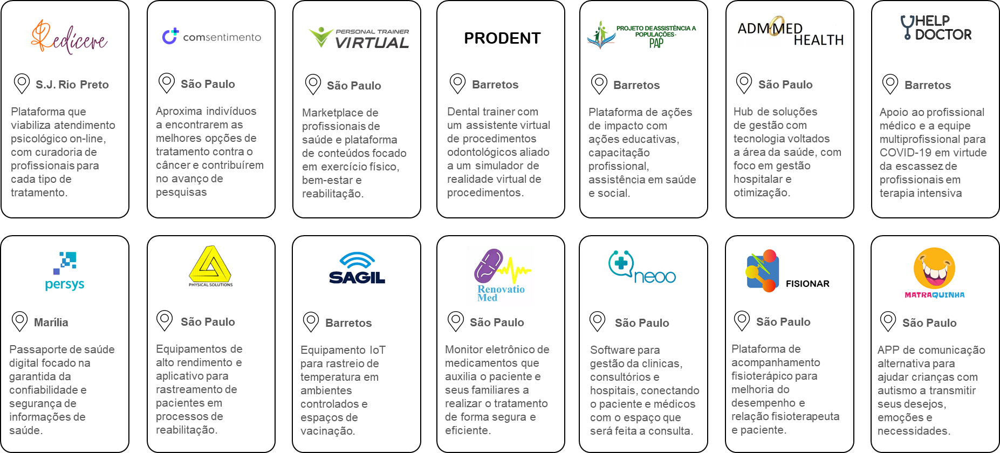 Redícere
S.J. Rio Preto
Plataforma que
viabiliza atendimento
psicológico on-line,
com curadoria de
profissionais para
cada tipo de
tratamento.
comsentimento
São Paulo
Aproxima indivíduos
a encontrarem as
melhores opções de
tratamento contra o
câncer e contribuírem
no avanço de
pesquisas
PERSONAL TRAINER
VIRTUAL
São Paulo
Marketplace de
profissionais de
saúde e plataforma
de conteúdos focado
em exercício físico,
bem-estar e
reabilitação.
PRODENT
Barretos
Dental trainer com
um assistente virtual
de procedimentos
odontológicos aliado
a um simulador de
realidade virtual de
procedimentos.
PROJETO DE ASSISTÊNCIA A
POPULAÇÕES-
PAP
Barretos
Plataforma de ações
de impacto com
ações educativas,
capacitação
profissional,
assistência em saúde
e social.
ADMMED
HEALTH
São Paulo
Hub de soluções
de gestão com
tecnologia voltados
a área da saúde, com
foco em gestão
hospitalar e
otimização.
HELP
DOCTOR
Barretos
Apoio ao profissional
médico e a equipe
multiprofissional para
COVID-19 em virtude
da escassez de
profissionais em
terapia intensiva
persys
Marília
Passaporte de saúde
digital focado na
garantida da
confiabilidade e
segurança de
informações de
saúde.
PHYSICAL SOLUTIONS
São Paulo
Equipamentos de
alto rendimento e
aplicativo para
rastreamento de
pacientes em
processos de
reabilitação.
SAGIL
Barretos
Equipamento IoT
para rastreio de
temperatura em
ambientes
controlados e
espaços de
vacinação.
Renovatio
Med
São Paulo
Monitor eletrônico de
medicamentos que
auxilia o paciente e
seus familiares a
realizar o tratamento
de forma segura e
eficiente.
neoo
São Paulo
Software para
gestão da clinicas,
consultórios e
hospitais, conectando
o paciente e médicos
com o espaço que
será feita a consulta.
FISIONAR
São Paulo
Plataforma de
acompanhamento
fisioterápico para
melhoria do
desempenho e
relação fisioterapeuta
e paciente.
MATRAQUINHA
São Paulo
APP de comunicação
alternativa para
ajudar crianças com
autismo a transmitir
seus desejos,
emoções e
necessidades.